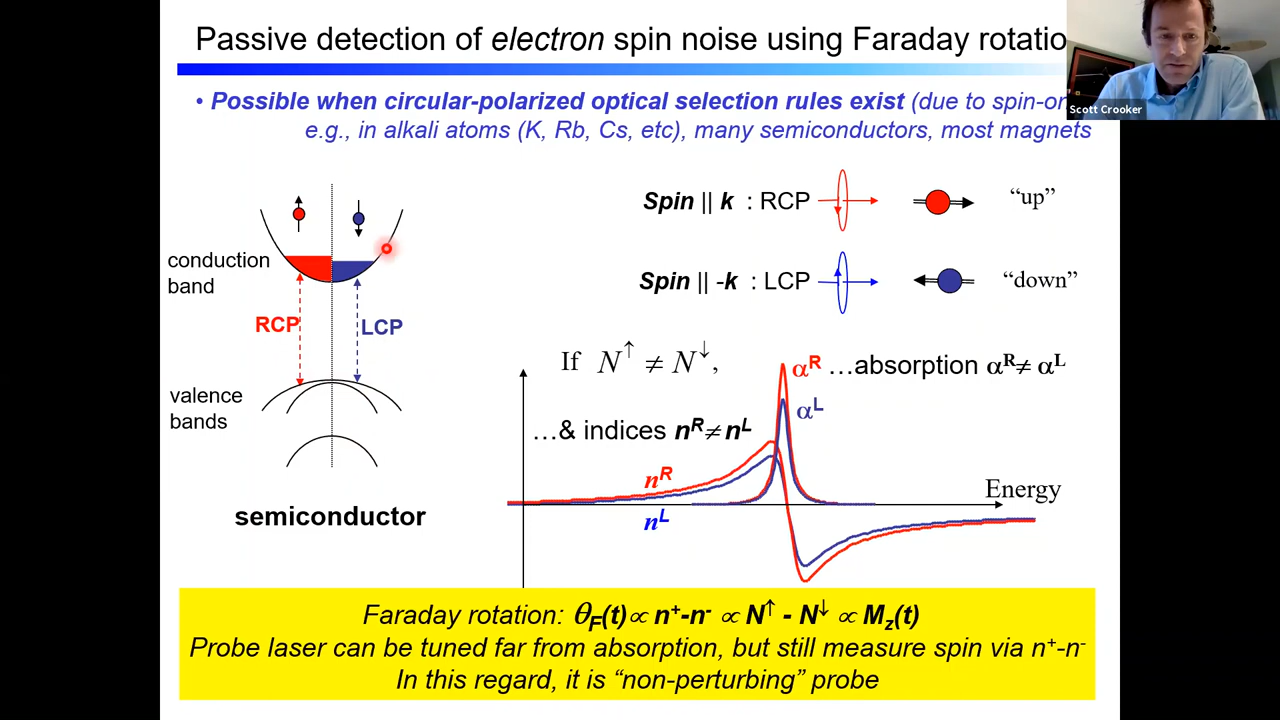 Passive detection of electron spin noise using Faraday rotatio
Scott Crooker
• Possible when circular-polarized optical selection rules exist (due to spin-or
e.g., in alkali atoms (K, Rb, Cs, etc), many semiconductors, most magnets
Spin || k : RCP
“up”
Spin || -k : LCP
“down”
conduction
band
RCP
LCP
valence
bands
semiconductor
If N↑ ≠ N↓,
αR
…absorption αR≠ αL
αL
…& indices nR≠nL
nR
nL
Energy
Faraday rotation: θF(t)∝ n+-n- ∝ N↑ - N↓ ∝ Mz(t)
Probe laser can be tuned far from absorption, but still measure spin via n+-n-
In this regard, it is “non-perturbing” probe